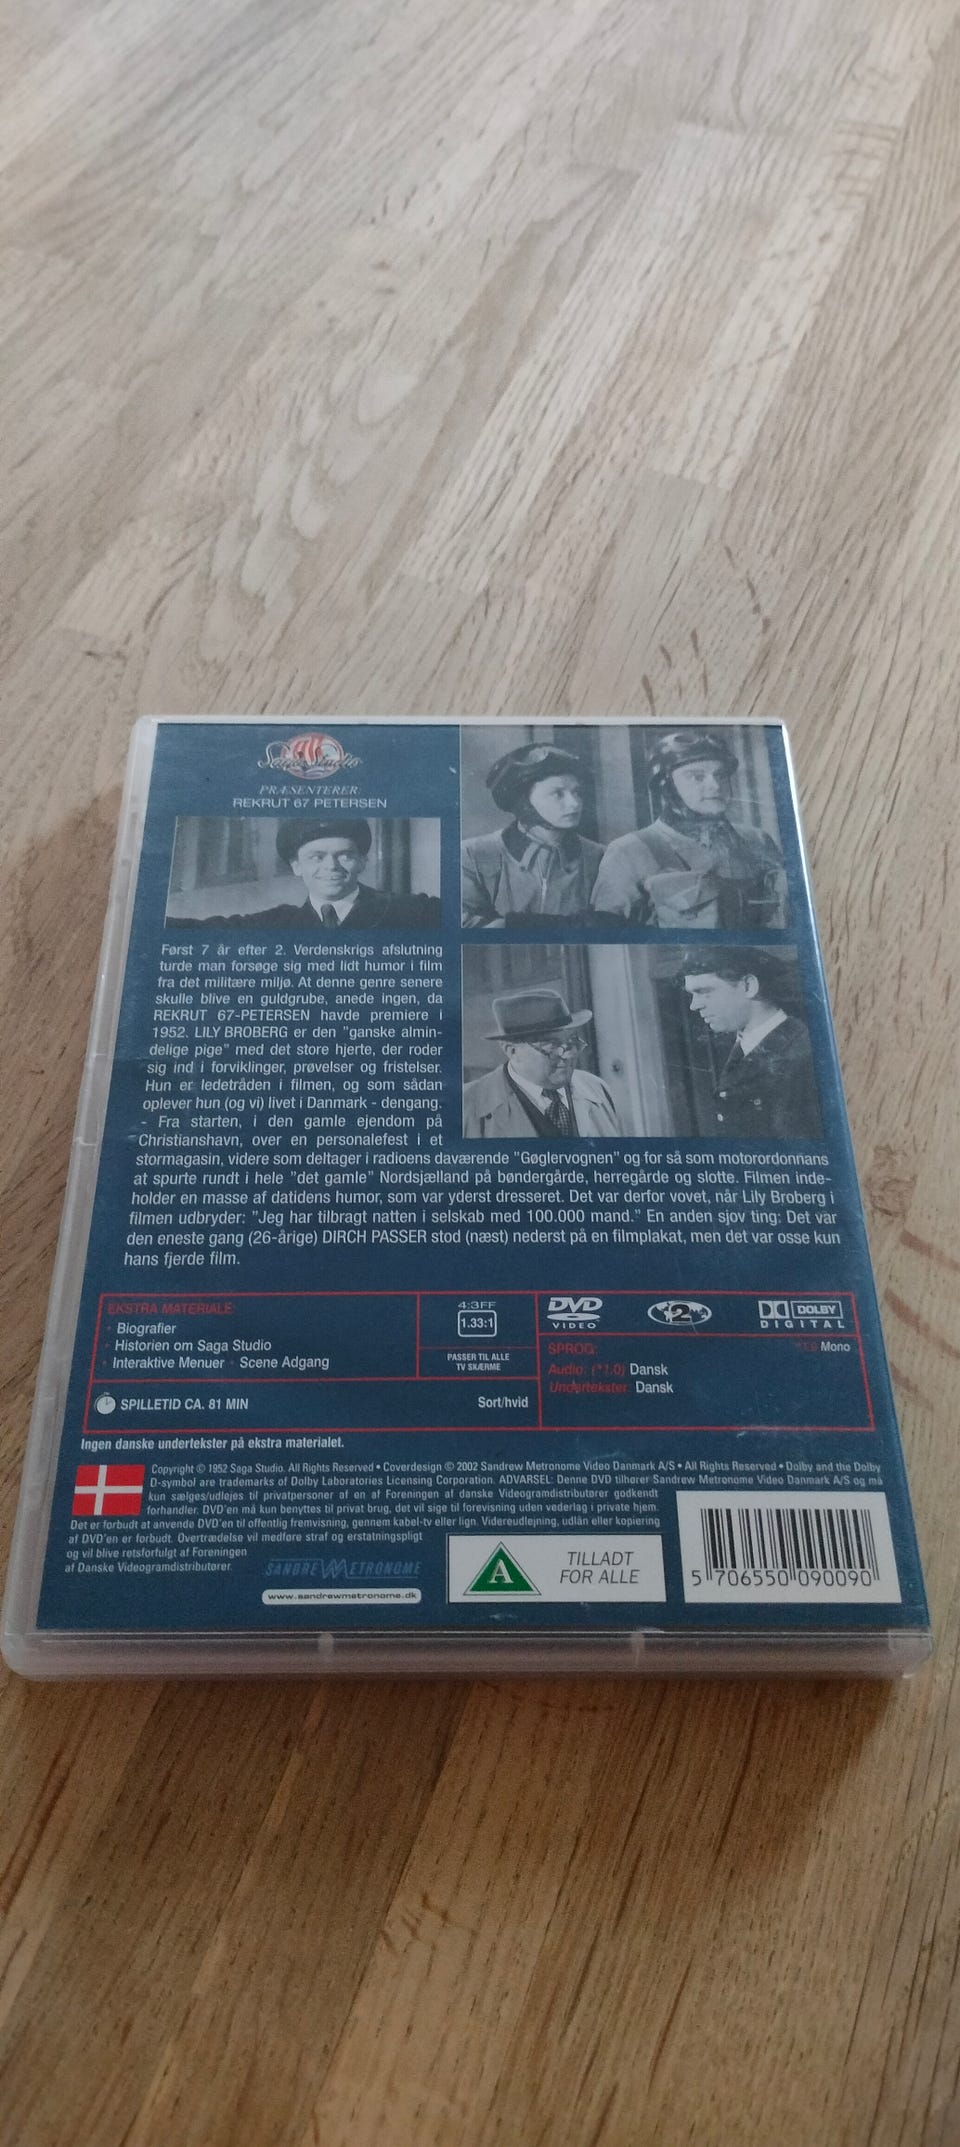 Saga Studio
PRÆSENTERER
REKRUT 67 PETERSEN
Først 7 år efter 2. Verdenskrigs afslutning
turde man forsøge sig med lidt humor i film
fra det militære miljø. At denne genre senere
skulle blive en guldgrube, anede ingen, da
REKRUT 67-PETERSEN havde premiere i
1952. LILY BROBERG er den "ganske almin-
delige pige" med det store hjerte, der roder
sig ind i forviklinger, prøvelser og fristelser.
Hun er ledetråden i filmen, og som sådan
oplever hun (og vi) livet i Danmark - dengang.
- Fra starten, i den gamle ejendom på
Christianshavn, over en personalefest i et
stormagasin, videre som deltager i radioens daværende "Gøglervognen" og for så som motorordonnans
at spurte rundt i hele "det gamle" Nordsjælland på bøndergårde, herregårde og slotte. Filmen inde-
holder en masse af datidens humor, som var yderst dresseret. Det var derfor vovet, når Lily Broberg i
filmen udbryder: "Jeg har tilbragt natten i selskab med 100.000 mand." En anden sjov ting: Det var
den eneste gang (26-årige) DIRCH PASSER stod (næst) nederst på en filmplakat, men det var osse kun
hans fjerde film.
EKSTRA MATERIALE:
· Biografier
· Historien om Saga Studio
· Interaktive Menuer · Scene Adgang
4:3FF
1.33:1
PASSER TIL ALLE
TV SKÆRME
DVD
VIDEO
2
DOLBY
DIGITAL
SPROG:
Mono
Audio: (*1.0) Dansk
Undertekster: Dansk
SPILLETID CA. 81 MIN
Sort/hvid
Ingen danske undertekster på ekstra materialet.
Copyright © 1952 Saga Studio. All Rights Reserved • Coverdesign © 2002 Sandrew Metronome Video Danmark A/S • All Rights Reserved • Dolby and the Dolby
D-symbol are trademarks of Dolby Laboratories Licensing Corporation. ADVARSEL: Denne DVD tilhører Sandrew Metronome Video Danmark A/S og må
kun sælges/udlejes til privatpersoner af en af Foreningen af danske Videogramdistributører godkendt
forhandler. DVD'en må kun benyttes til privat brug, det vil sige til forevisning uden vederlag i private hjem.
Det er forbudt at anvende DVD'en til offentlig fremvisning, gennem kabel-tv eller lign. Videreudlejning, udlån eller kopiering
af DVD'en er forbudt. Overtrædelse vil medføre straf og erstatningspligt
og vil blive retsforfulgt af Foreningen
af Danske Videogramdistributører.
SANDREW METRONOME
www.sandrewmetronome.dk
A
TILLADT
FOR ALLE
5 706550 090090